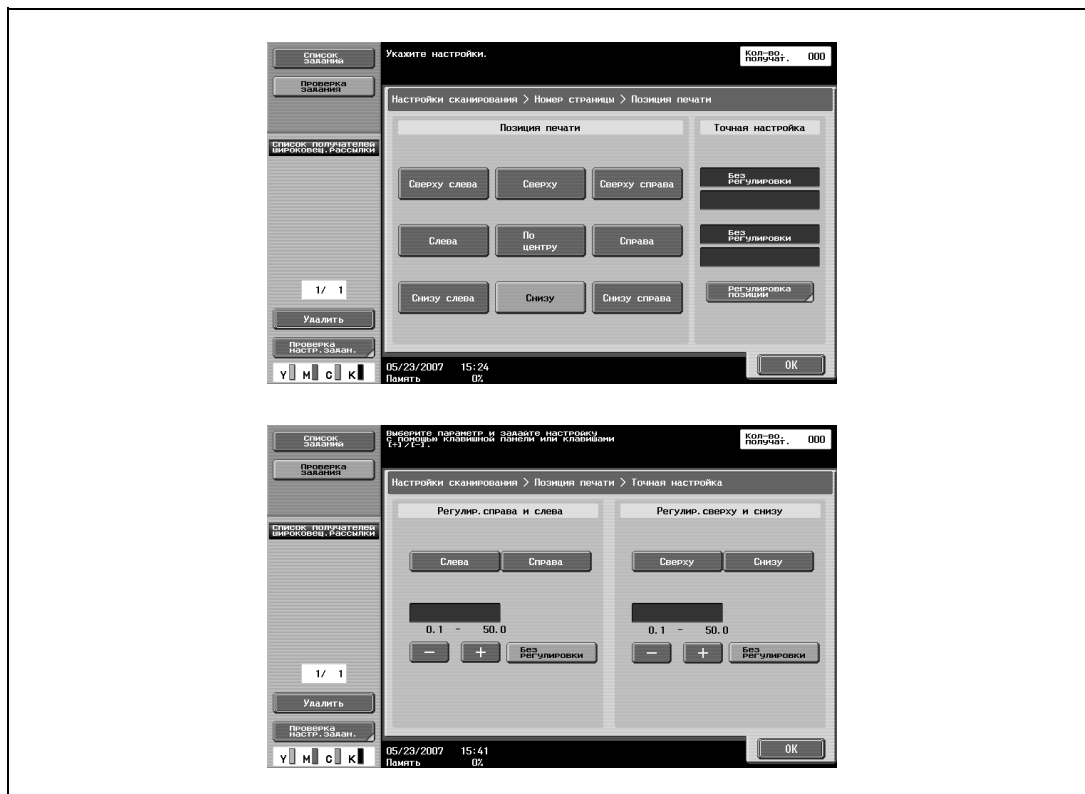 Список
заданий
Проверка
задания
Список получателей
широковещ.рассылки
1/ 1
Удалить
Проверка
настр.задан.
Y M C K
Укажите настройки.
Кол-во.
получат. 000
Настройки сканирования > Номер страницы > Позиция печати
Позиция печати
Точная настройка
Сверху слева
Сверху
Сверху справа
Слева
По
центру
Справа
Снизу слева
Снизу
Снизу справа
Без
регулировки
Без
регулировки
Регулировка
позиции
05/23/2007 15:24
Память 0%
OK
Список
заданий
Проверка
задания
Список получателей
широковещ.рассылки
1/ 1
Удалить
Проверка
настр.задан.
Y M C K
Выберите параметр и задайте настройку
с помощью клавишной панели или клавишами
[+]/[-].
Кол-во.
получат. 000
Настройки сканирования > Позиция печати > Точная настройка
Регулир.справа и слева
Регулир.сверху и снизу
Слева
Справа
Сверху
Снизу
0.1 - 50.0
0.1 - 50.0
− + Без
регулировки
− + Без
регулировки
05/23/2007 15:41
Память 0%
OK